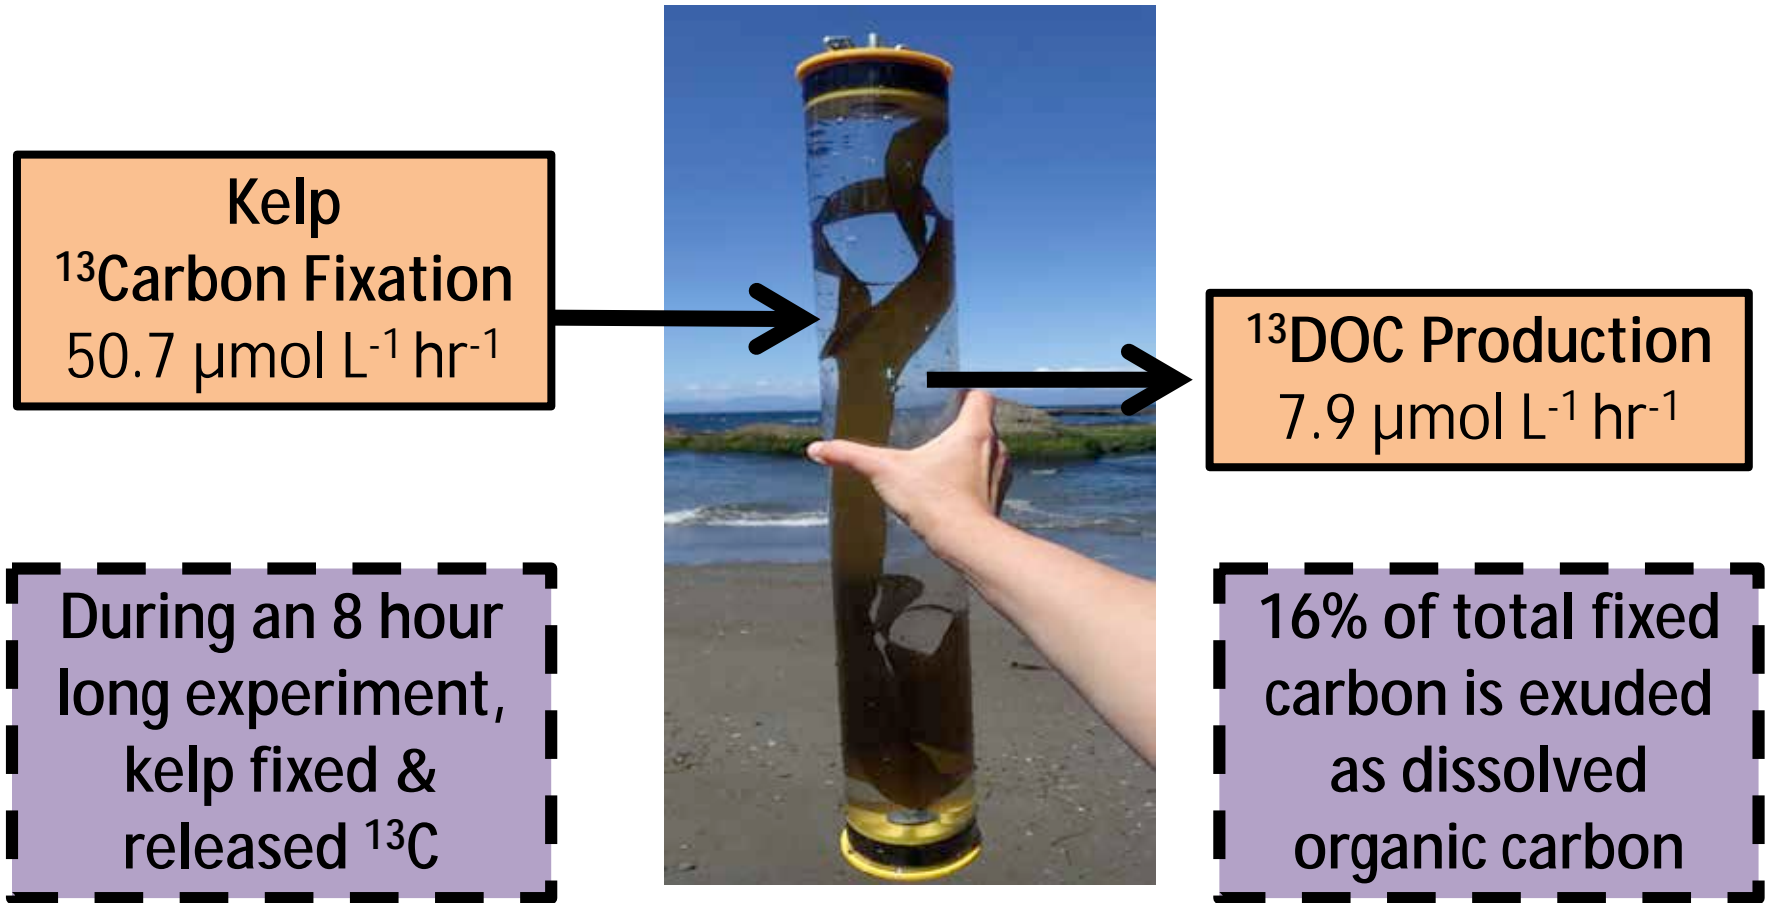 Kelp
¹³Carbon Fixation
50.7 µmol L⁻¹ hr⁻¹
¹³DOC Production
7.9 µmol L⁻¹ hr⁻¹
During an 8 hour
long experiment,
kelp fixed &
released ¹³C
16% of total fixed
carbon is exuded
as dissolved
organic carbon